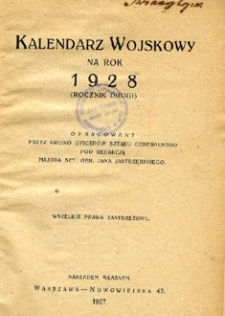 KALENDARZ WOJSKOWY
NA ROK
1928
(ROCZNIK DRUGI)
OPRACOWANY
PRZEZ GRONO OFICERÓW SZTABU GENERALNEGO
POD REDAKCJĄ
MAJORA SZT. GEN. JANA JASTRZĘBSKIEGO.
WSZELKIE PRAWA ZASTRZEŻONE.
NAKŁADEM WŁASNYM.
WARSZAWA—NOWOWIEJSKA 47.
1927.